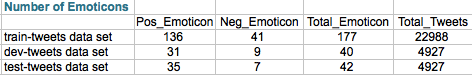 Number of Emoticons
Pos_Emoticon Neg_Emoticon Total_Emoticon Total_Tweets
train-tweets data set 136 41 177 22988
dev-tweets data set 31 9 40 4927
test-tweets data set 35 7 42 4927